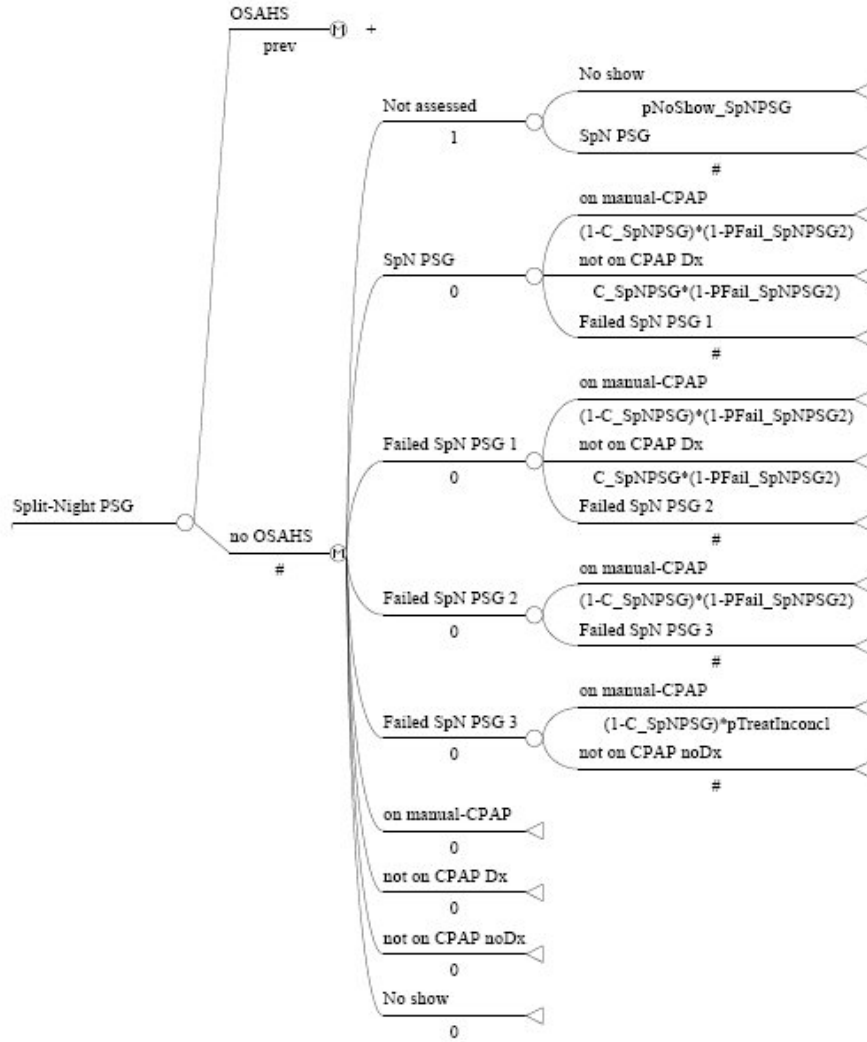 OSAHS
M
+
prev
No show
Not assessed
pNoShow_SpNPSG
1
SpN PSG
#
on manual-CPAP
(1-C_SpNPSG)*(1-PFail_SpNPSG2)
SpN PSG
not on CPAP Dx
0
C_SpNPSG*(1-PFail_SpNPSG2)
Failed SpN PSG 1
#
on manual-CPAP
(1-C_SpNPSG)*(1-PFail_SpNPSG2)
Failed SpN PSG 1
not on CPAP Dx
0
C_SpNPSG*(1-PFail_SpNPSG2)
Failed SpN PSG 2
#
Split-Night PSG
no OSAHS
M
#
on manual-CPAP
(1-C_SpNPSG)*(1-PFail_SpNPSG2)
Failed SpN PSG 2
0
Failed SpN PSG 3
#
on manual-CPAP
Failed SpN PSG 3
(1-C_SpNPSG)*pTreatInconcl
0
not on CPAP noDx
#
on manual-CPAP
0
not on CPAP Dx
0
not on CPAP noDx
0
No show
0